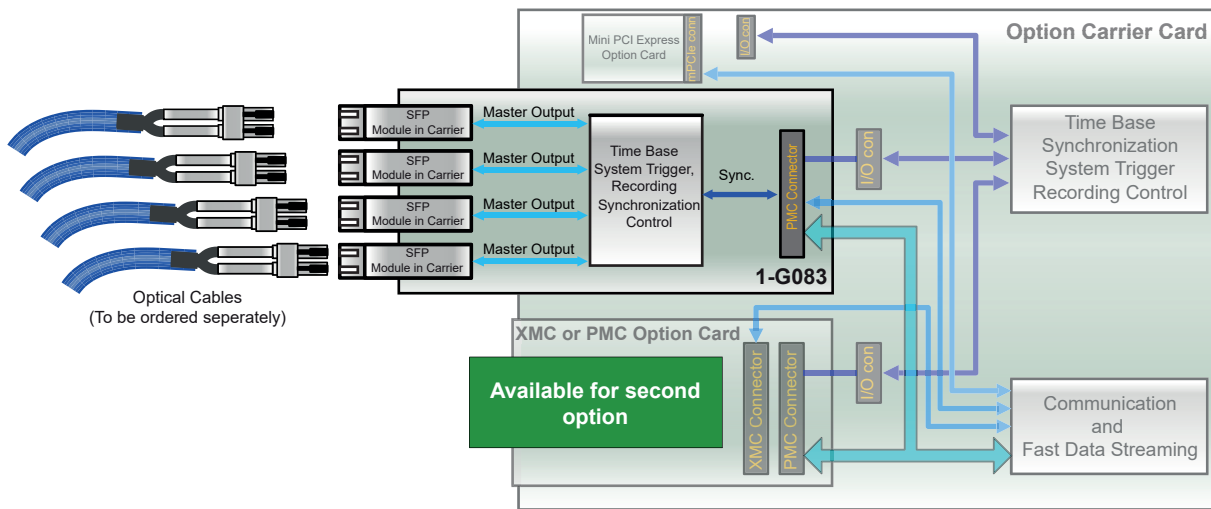 Option Carrier Card
Mini PCI Express
Option Card
mPCIe conn
I/O con
SFP
Module in Carrier
Master Output
SFP
Module in Carrier
Master Output
SFP
Module in Carrier
Master Output
SFP
Module in Carrier
Master Output
Time Base
System Trigger,
Recording
Synchronization
Control
Sync.
PMC Connector
I/O con
1-G083
Time Base
Synchronization
System Trigger
Recording Control
Optical Cables
(To be ordered seperately)
XMC or PMC Option Card
Available for second
option
XMC Connector
PMC Connector
I/O con
Communication
and
Fast Data Streaming